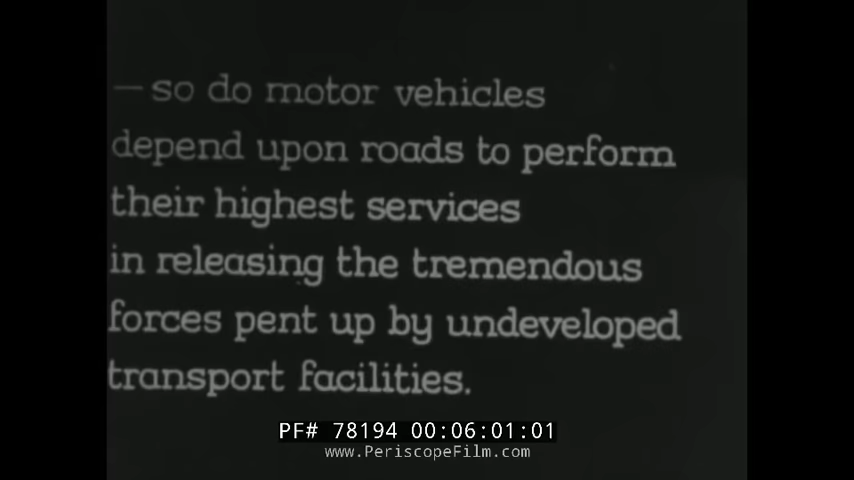 —so do motor vehicles
depend upon roads to perform
their highest services
in releasing the tremendous
forces pent up by undeveloped
transport facilities.
PF# 78194 00:06:01:01
www.PeriscopeFilm.com